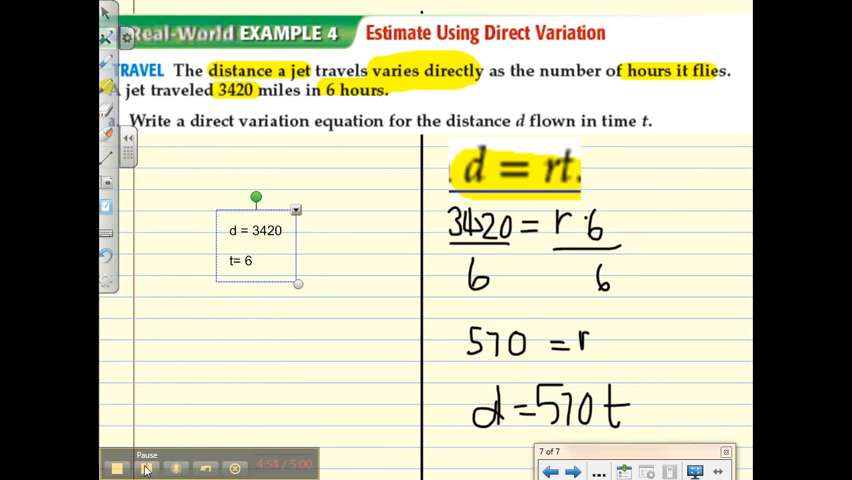 Real-World EXAMPLE 4 Estimate Using Direct Variation
TRAVEL The distance a jet travels varies directly as the number of hours it flies.
A jet traveled 3420 miles in 6 hours.
a. Write a direct variation equation for the distance d flown in time t.
d = rt.
d = 3420
t= 6
3420 = r · 6
6 6
570 = r
d = 570 t
7 of 7
Pause
4:54 / 5:00
...